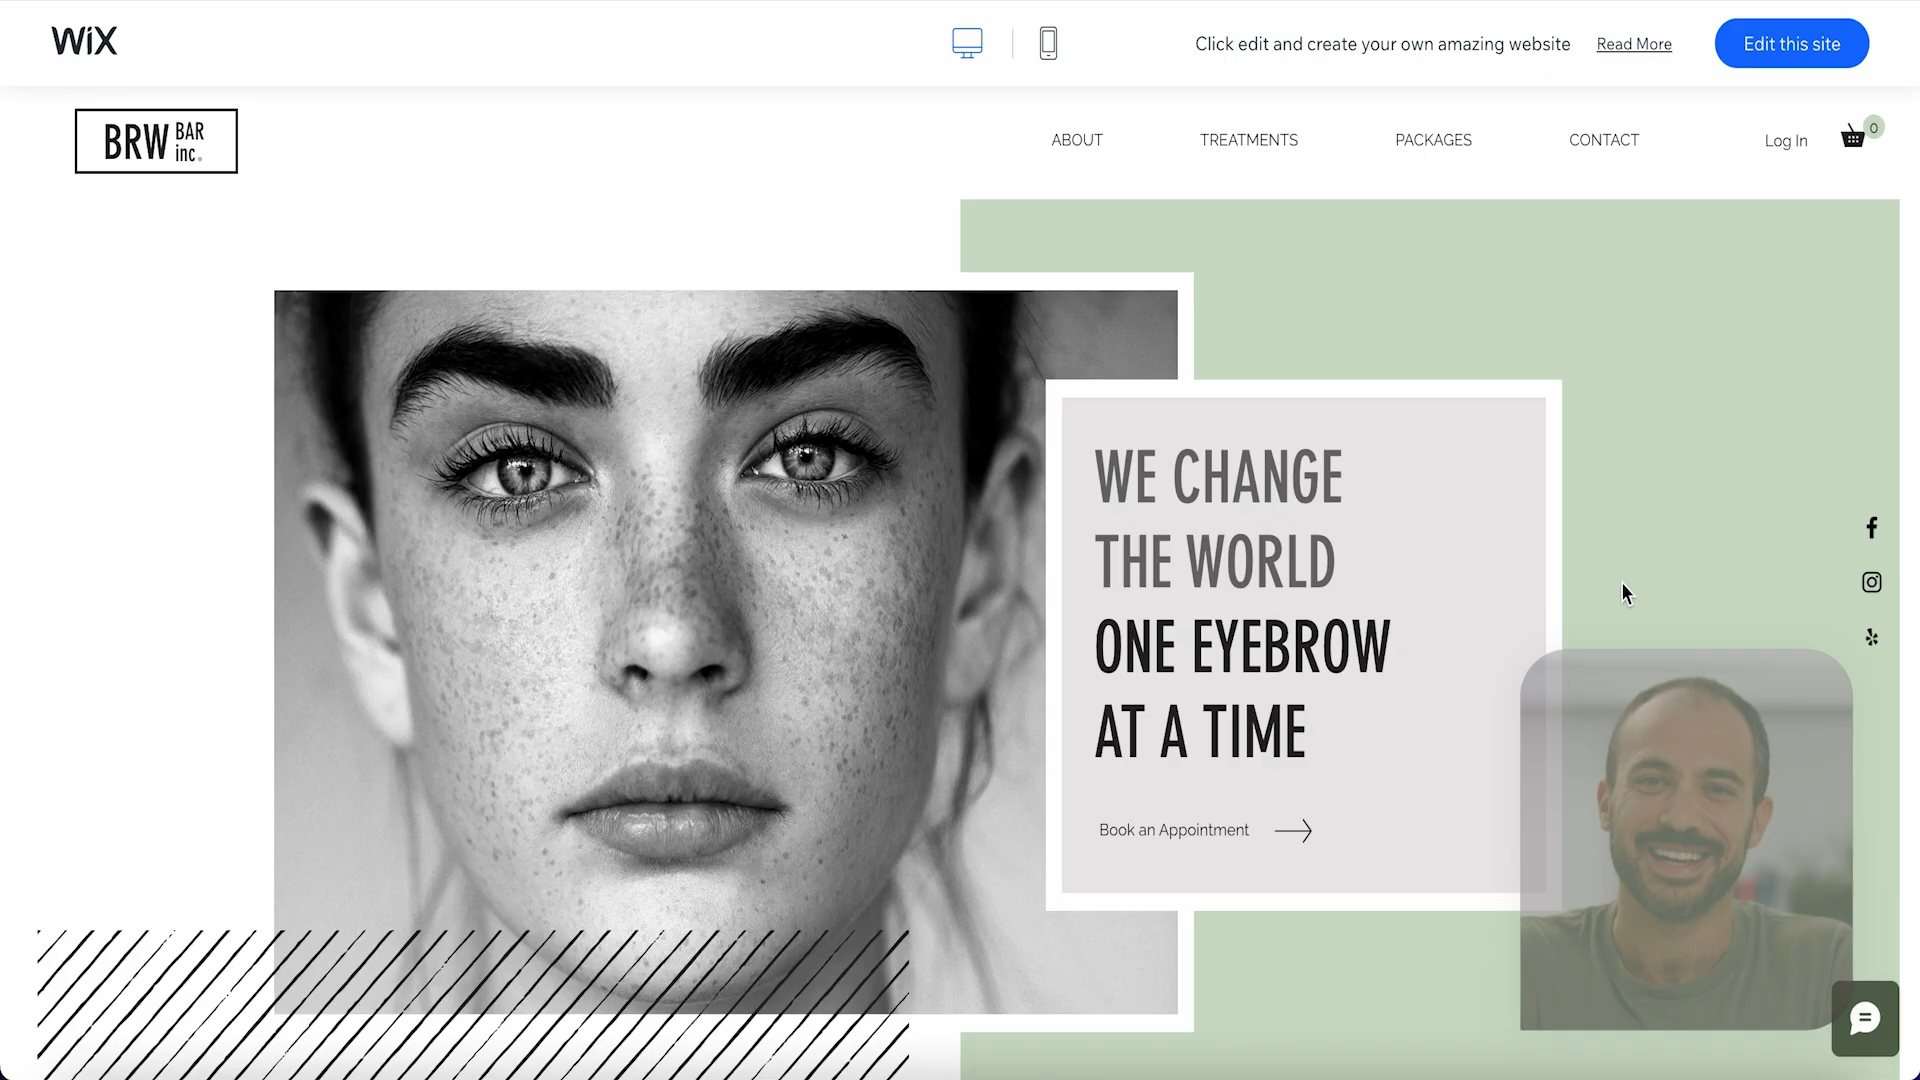 WiX
Click edit and create your own amazing website
Read More
Edit this site
BRW BAR
inc.
ABOUT
TREATMENTS
PACKAGES
CONTACT
Log In
0
WE CHANGE
THE WORLD
ONE EYEBROW
AT A TIME
Book an Appointment